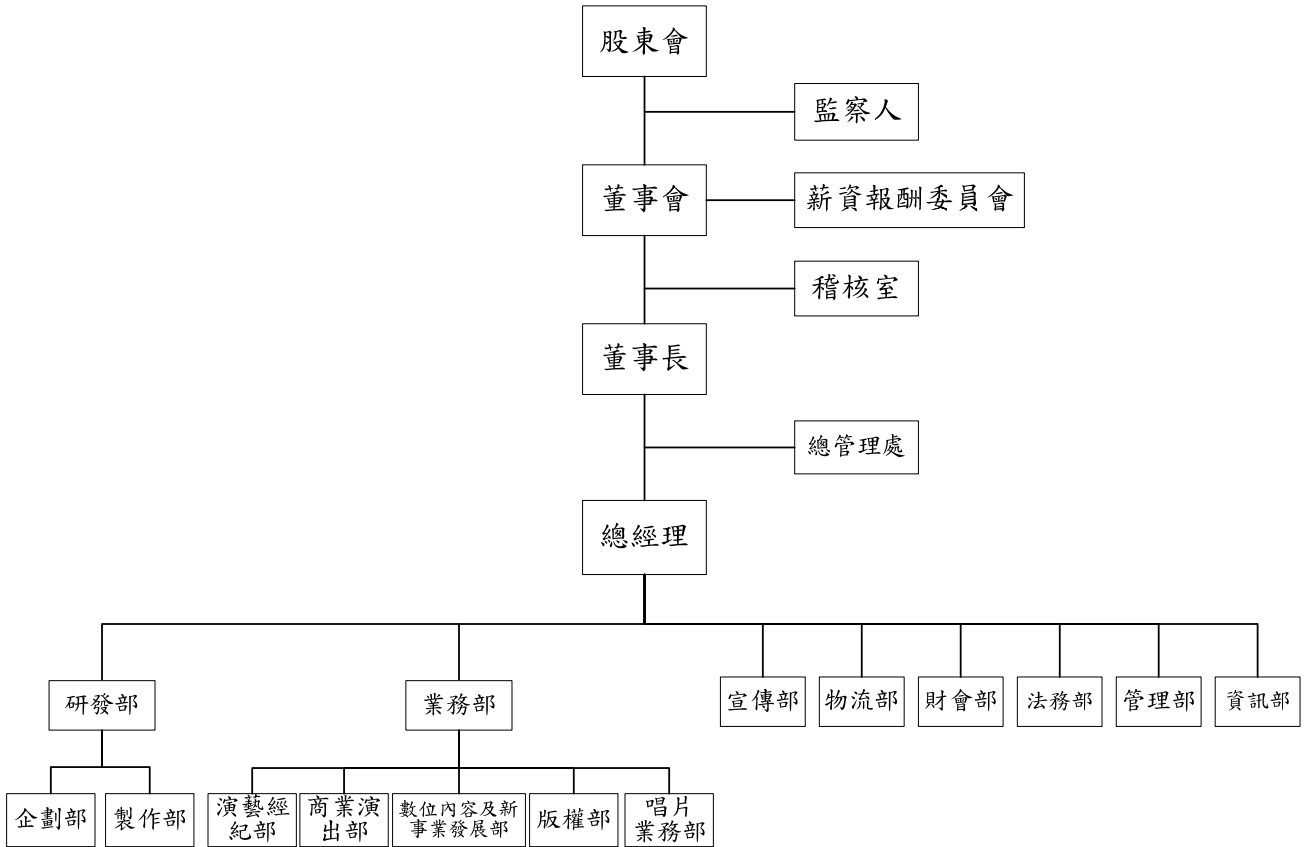 股東會
監察人
董事會
薪資報酬委員會
稽核室
董事長
總管理處
總經理
研發部
業務部
宣傳部
物流部
財會部
法務部
管理部
資訊部
企劃部
製作部
演藝經
紀部
商業演
出部
數位內容及新
事業發展部
版權部
唱片
業務部